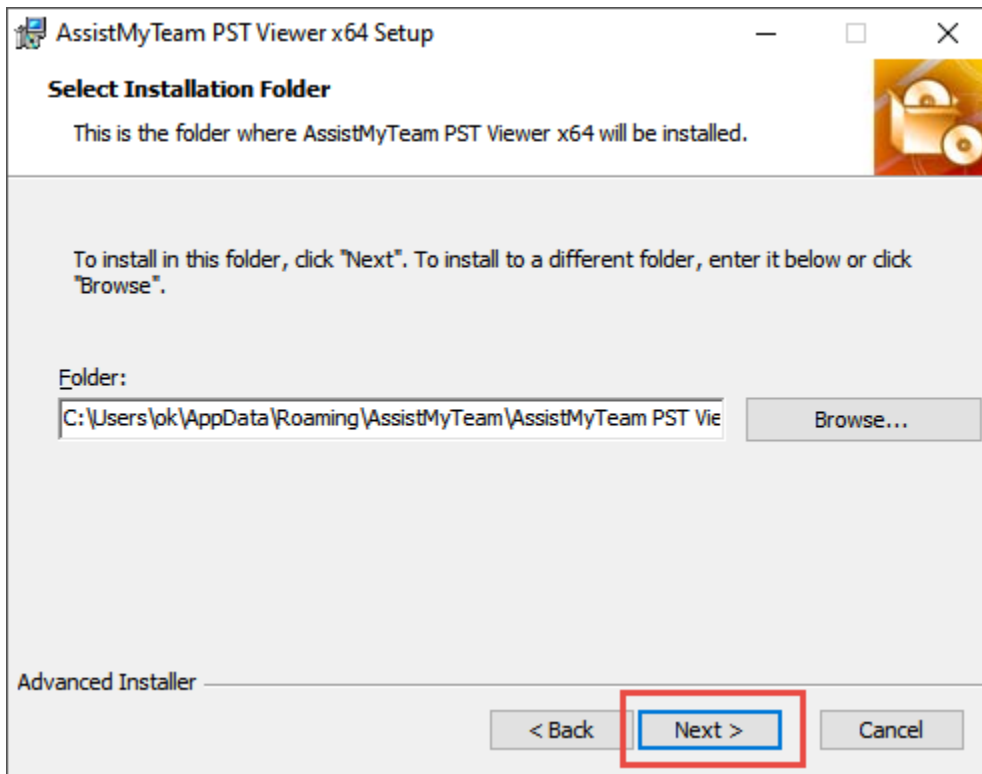 AssistMyTeam PST Viewer x64 Setup
Select Installation Folder
This is the folder where AssistMyTeam PST Viewer x64 will be installed.
To install in this folder, click "Next". To install to a different folder, enter it below or click
"Browse".
Folder:
C:\Users\ok\AppData\Roaming\AssistMyTeam\AssistMyTeam PST Vie
Browse...
Advanced Installer
< Back
Next >
Cancel